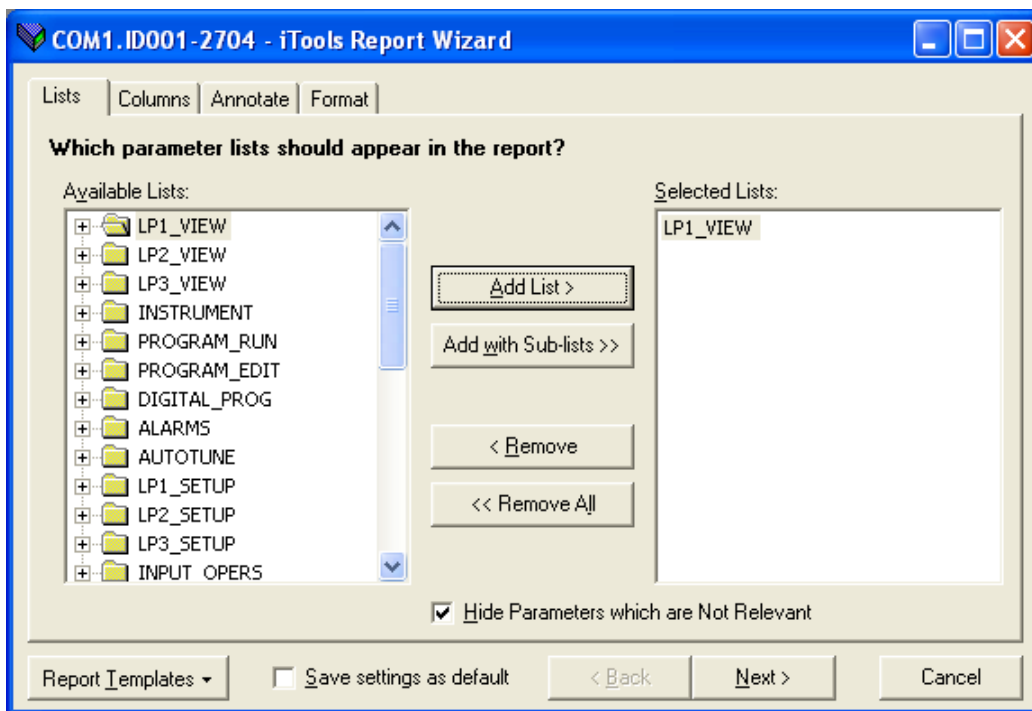 COM1.ID001-2704 - iTools Report Wizard
Lists Columns Annotate Format
Which parameter lists should appear in the report?
Available Lists:
LP1_VIEW
LP2_VIEW
LP3_VIEW
INSTRUMENT
PROGRAM_RUN
PROGRAM_EDIT
DIGITAL_PROG
ALARMS
AUTOTUNE
LP1_SETUP
LP2_SETUP
LP3_SETUP
INPUT_OPERS
Add List >
Add with Sub-lists >>
< Remove
<< Remove All
Selected Lists:
LP1_VIEW
Hide Parameters which are Not Relevant
Report Templates
Save settings as default
< Back
Next >
Cancel